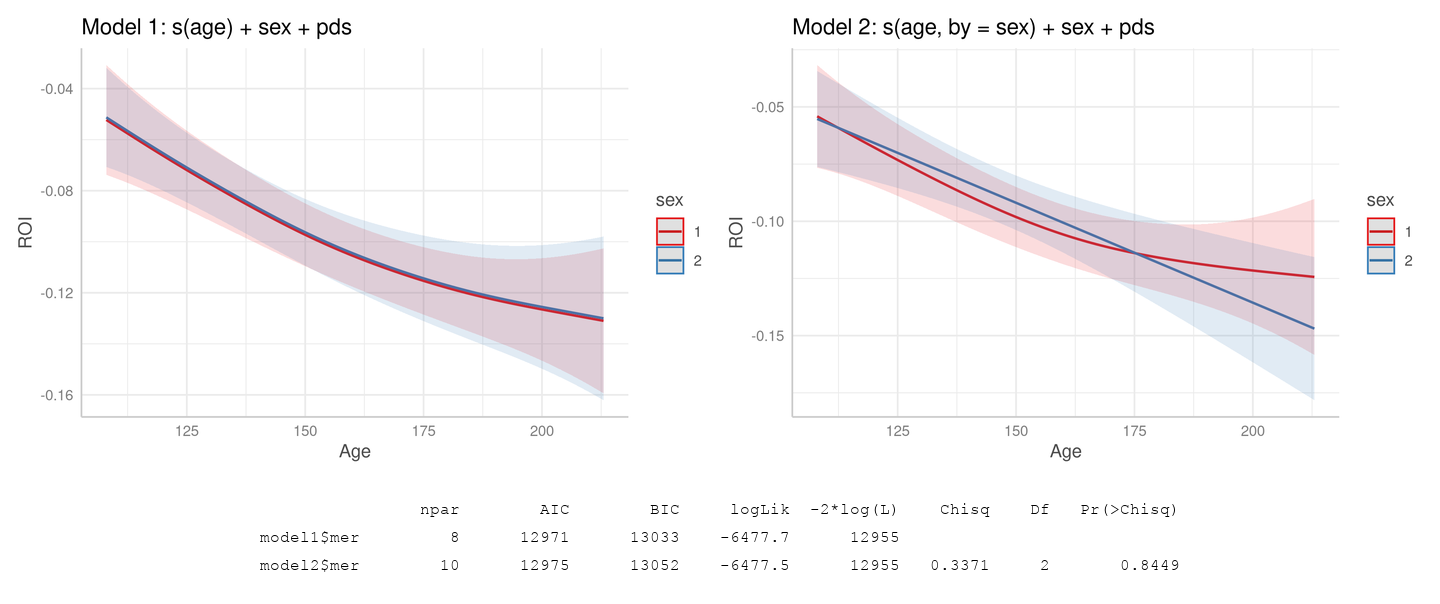 Model 1: s(age) + sex + pds
-0.04
-0.08
-0.12
-0.16
ROI
125 150 175 200
Age
sex
1
2
Model 2: s(age, by = sex) + sex + pds
-0.05
-0.10
-0.15
ROI
125 150 175 200
Age
sex
1
2
npar AIC BIC logLik -2*log(L) Chisq Df Pr(>Chisq)
model1$mer 8 12971 13033 -6477.7 12955
model2$mer 10 12975 13052 -6477.5 12955 0.3371 2 0.8449